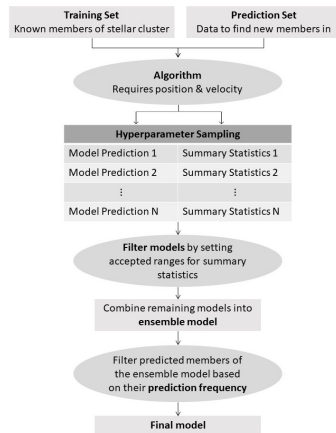 Training Set
Known members of stellar cluster
Prediction Set
Data to find new members in
Algorithm
Requires position & velocity
Hyperparameter Sampling
Model Prediction 1 Summary Statistics 1
Model Prediction 2 Summary Statistics 2
⋮ ⋮
Model Prediction N Summary Statistics N
Filter models by setting
accepted ranges for summary
statistics
Combine remaining models into
ensemble model
Filter predicted members of
the ensemble model based
on their prediction frequency
Final model